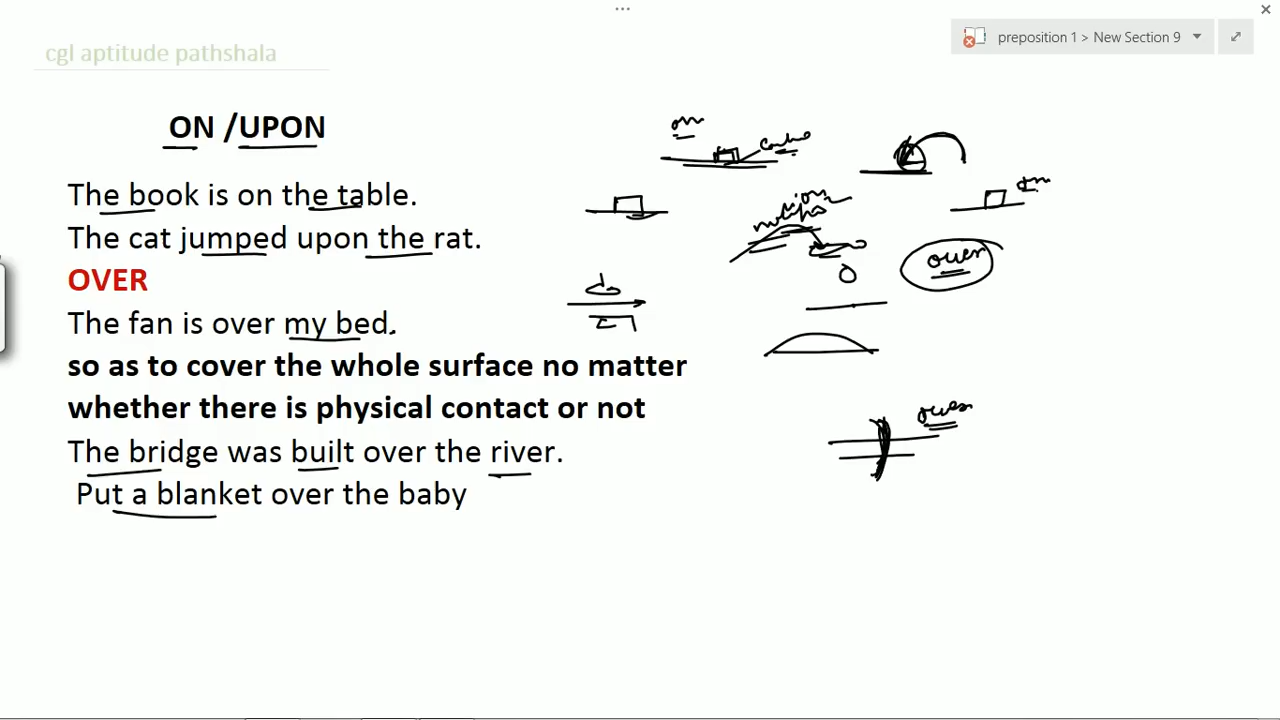 cgl aptitude pathshala
preposition 1 > New Section 9
ON /UPON
on
The book is on the table.
The cat jumped upon the rat.
OVER
over
The fan is over my bed.
so as to cover the whole surface no matter
whether there is physical contact or not
over
The bridge was built over the river.
Put a blanket over the baby